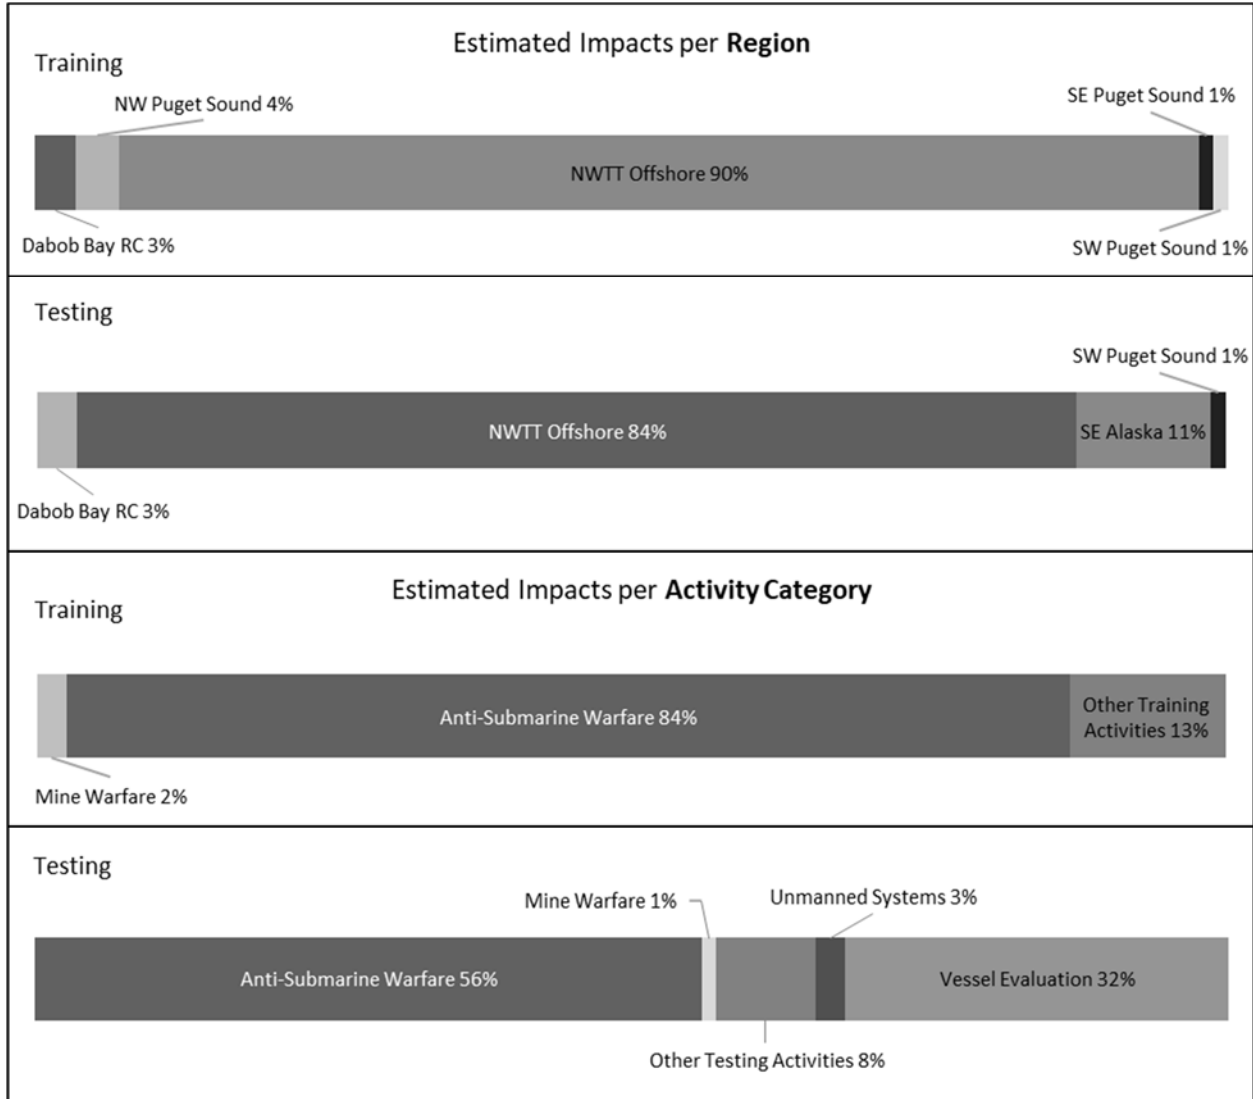 Estimated Impacts per Region
Training
NW Puget Sound 4%
SE Puget Sound 1%
NWTT Offshore 90%
Dabob Bay RC 3%
SW Puget Sound 1%
Testing
SW Puget Sound 1%
NWTT Offshore 84%
SE Alaska 11%
Dabob Bay RC 3%
Estimated Impacts per Activity Category
Training
Anti-Submarine Warfare 84%
Other Training
Activities 13%
Mine Warfare 2%
Testing
Mine Warfare 1%
Unmanned Systems 3%
Anti-Submarine Warfare 56%
Vessel Evaluation 32%
Other Testing Activities 8%